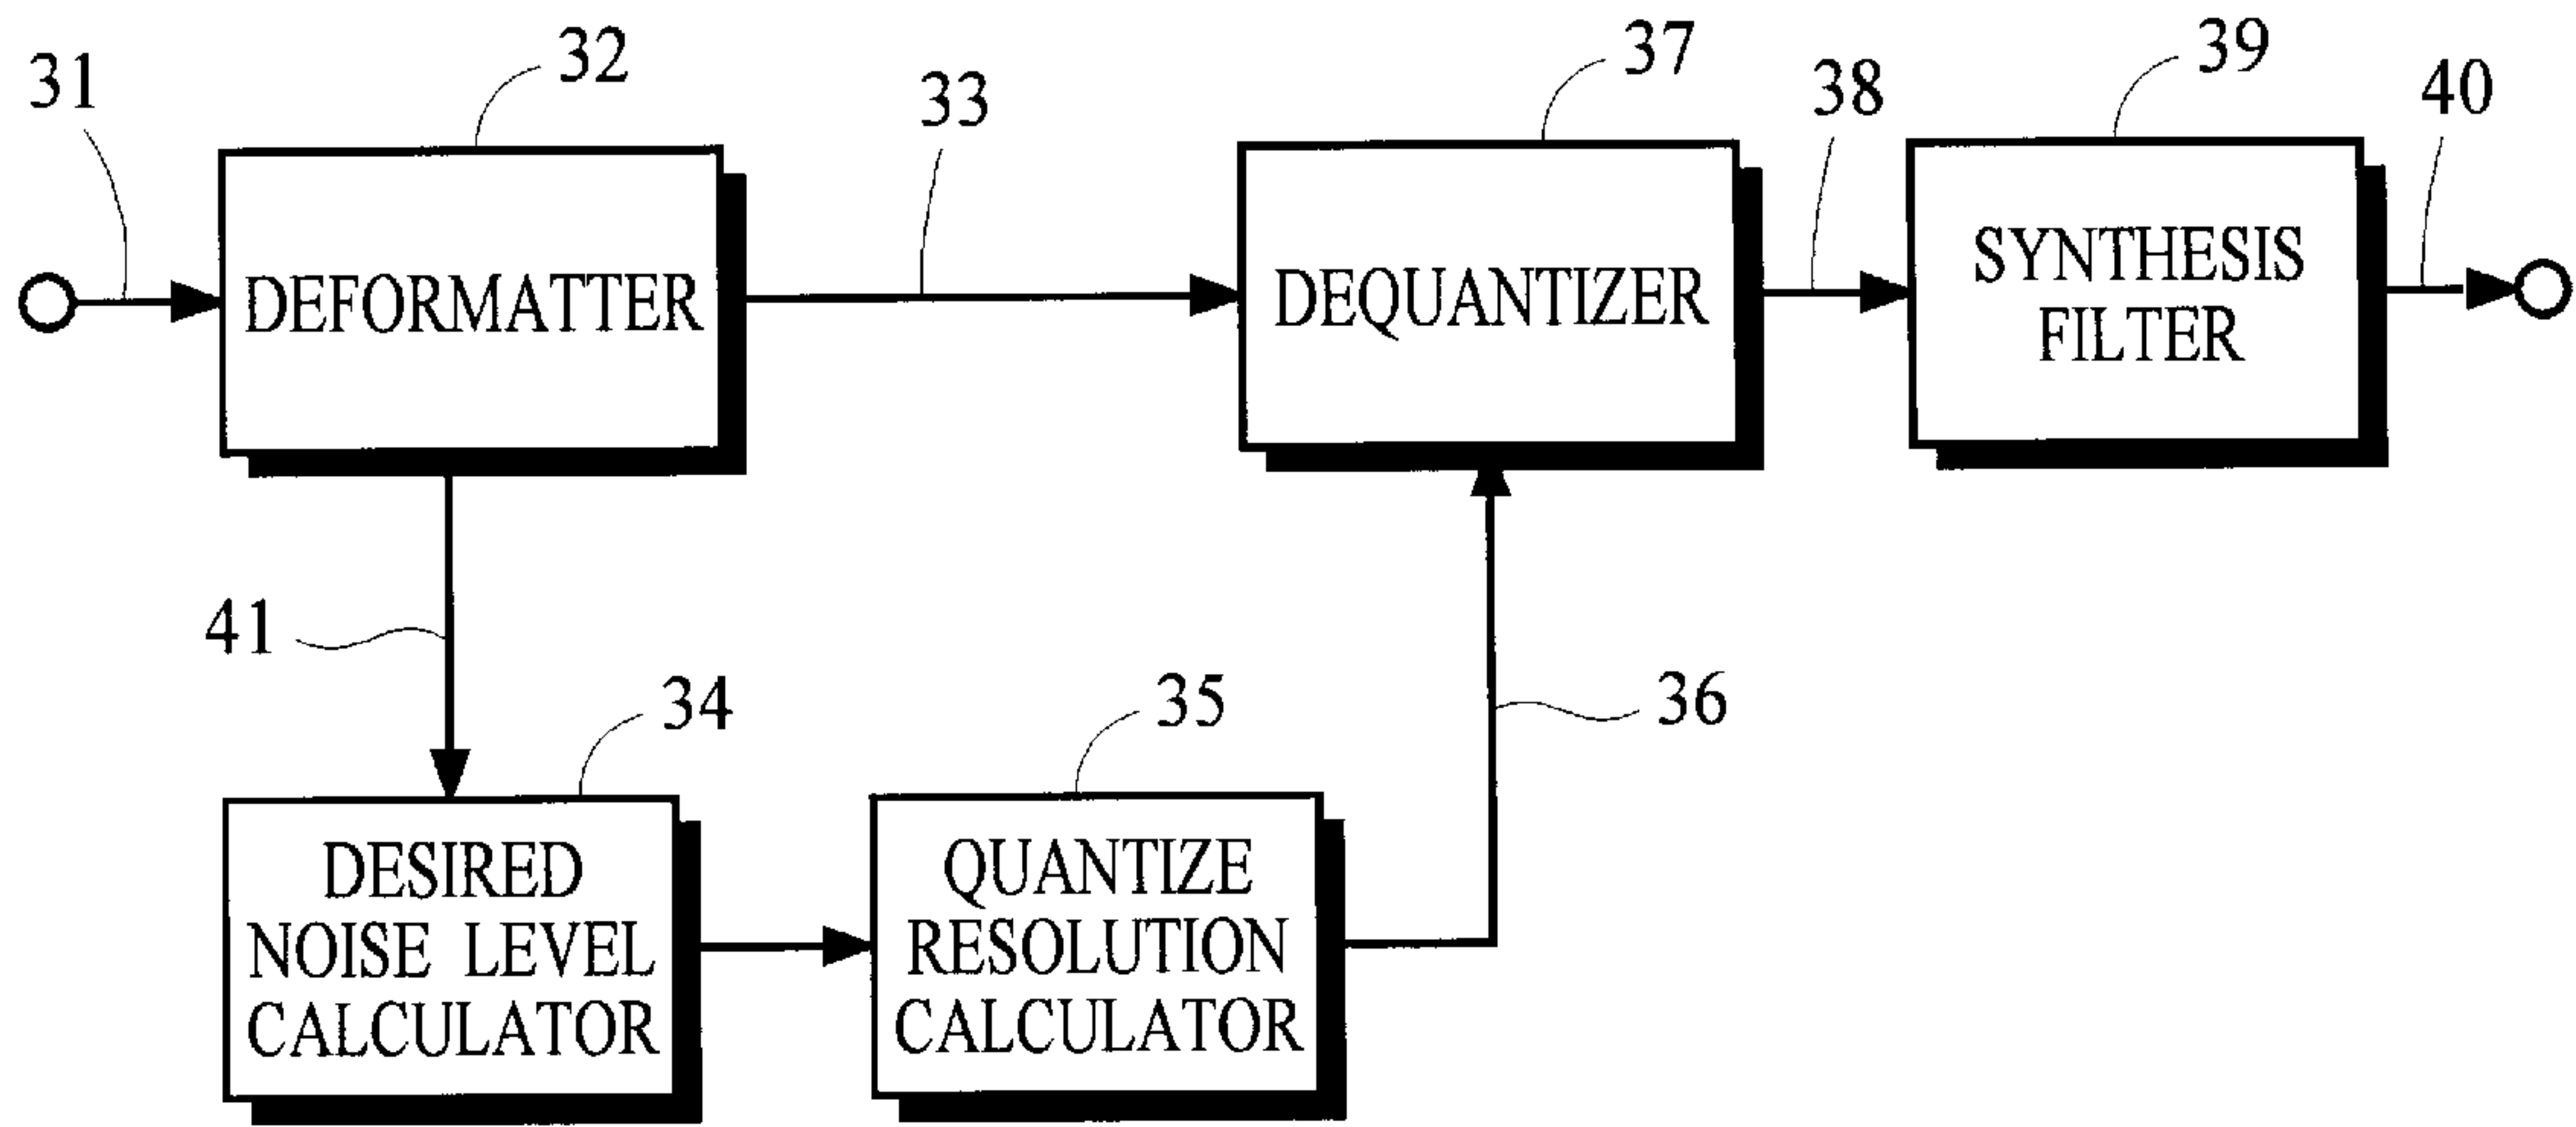 31
32
33
37
38
39
40
DEFORMATTER
DEQUANTIZER
SYNTHESIS
FILTER
41
34
35
36
DESIRED
NOISE LEVEL
CALCULATOR
QUANTIZE
RESOLUTION
CALCULATOR